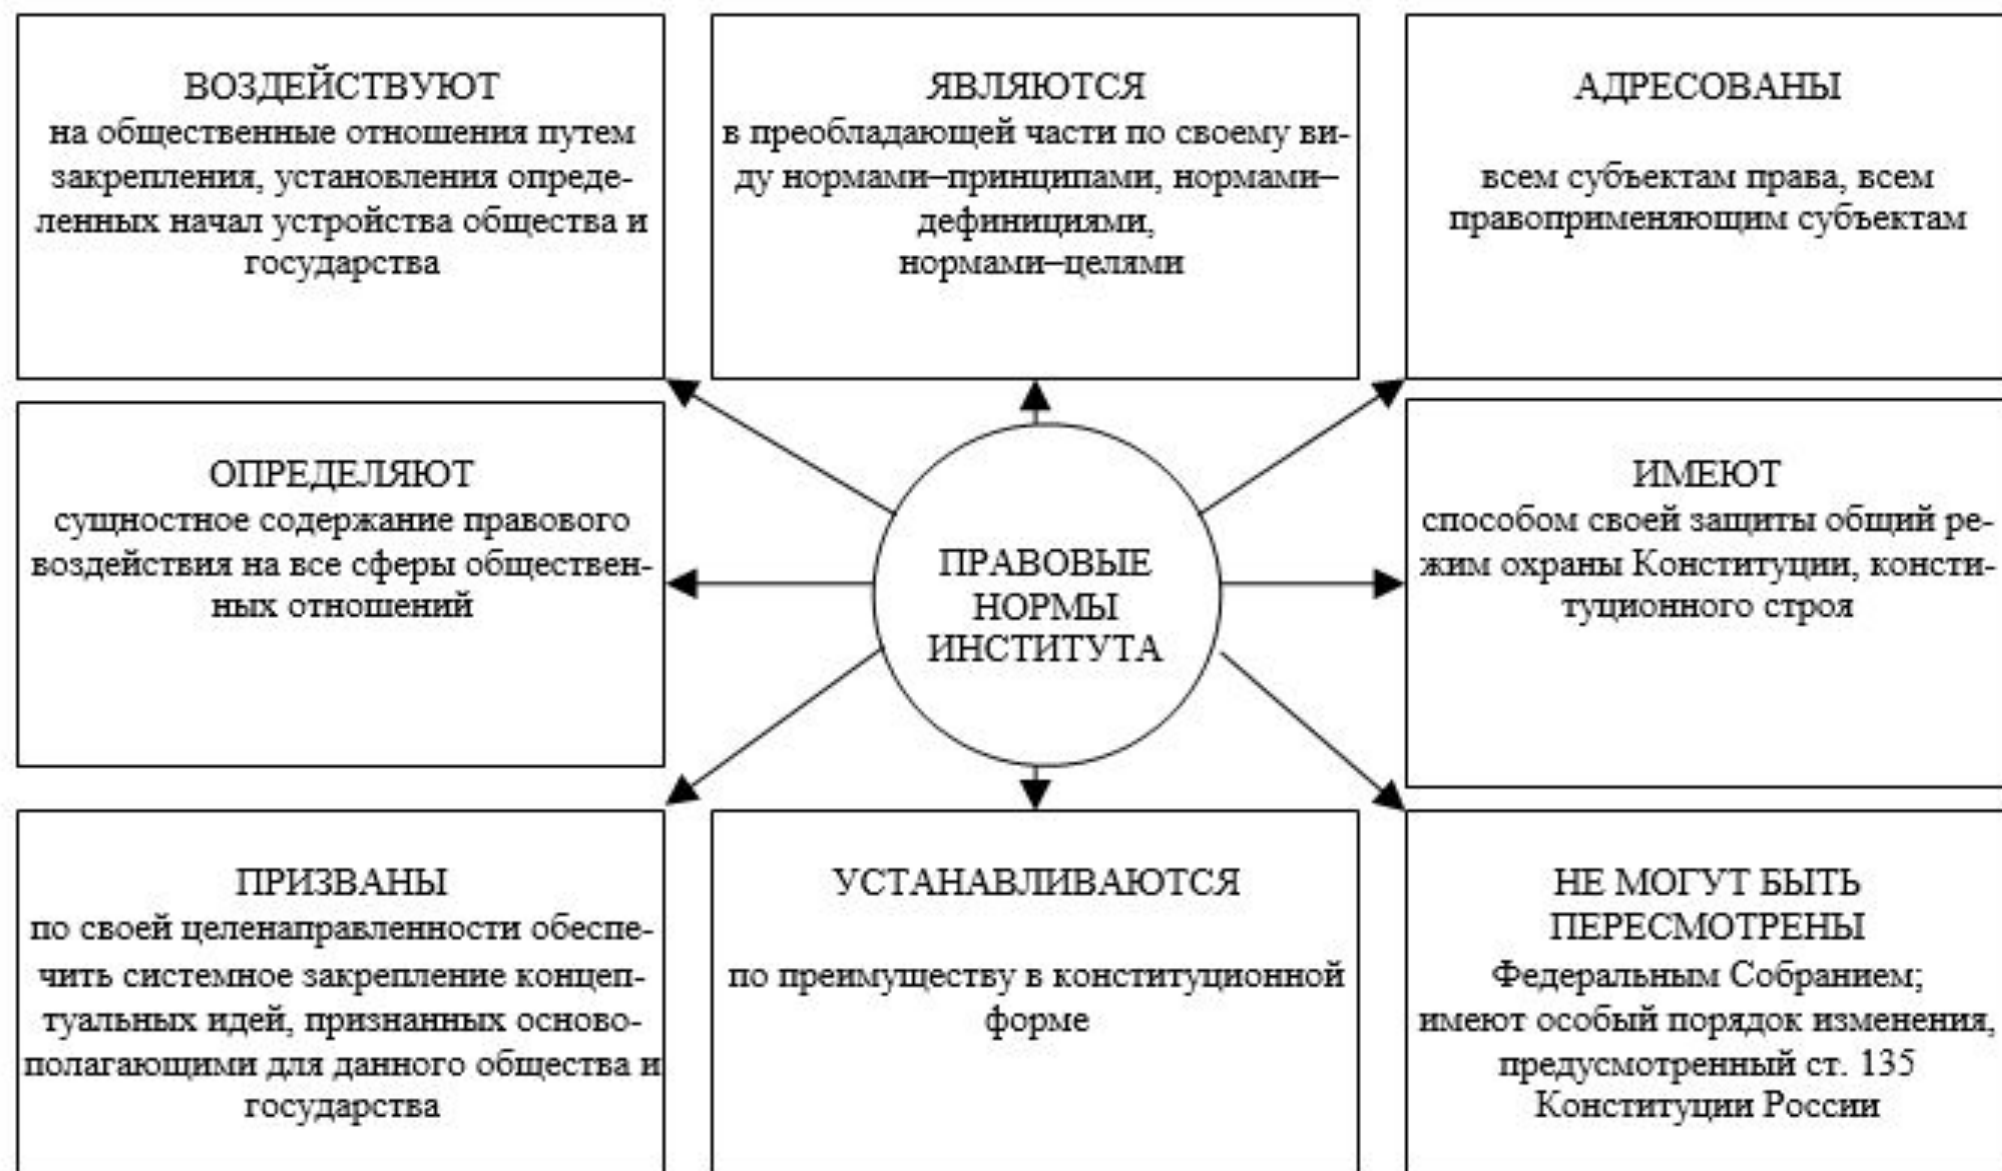 ВОЗДЕЙСТВУЮТ
на общественные отношения путем
закрепления, установления опреде-
ленных начал устройства общества и
государства
ЯВЛЯЮТСЯ
в преобладающей части по своему ви-
ду нормами–принципами, нормами–
дефинициями,
нормами–целями
АДРЕСОВАНЫ
всем субъектам права, всем
правоприменяющим субъектам
ОПРЕДЕЛЯЮТ
сущностное содержание правового
воздействия на все сферы обществен-
ных отношений
ПРАВОВЫЕ
НОРМЫ
ИНСТИТУТА
ИМЕЮТ
способом своей защиты общий ре-
жим охраны Конституции, консти-
туционного строя
ПРИЗВАНЫ
по своей целенаправленности обеспе-
чить системное закрепление концеп-
туальных идей, признанных осново-
полагающими для данного общества и
государства
УСТАНАВЛИВАЮТСЯ
по преимуществу в конституционной
форме
НЕ МОГУТ БЫТЬ
ПЕРЕСМОТРЕНЫ
Федеральным Собранием;
имеют особый порядок изменения,
предусмотренный ст. 135
Конституции России